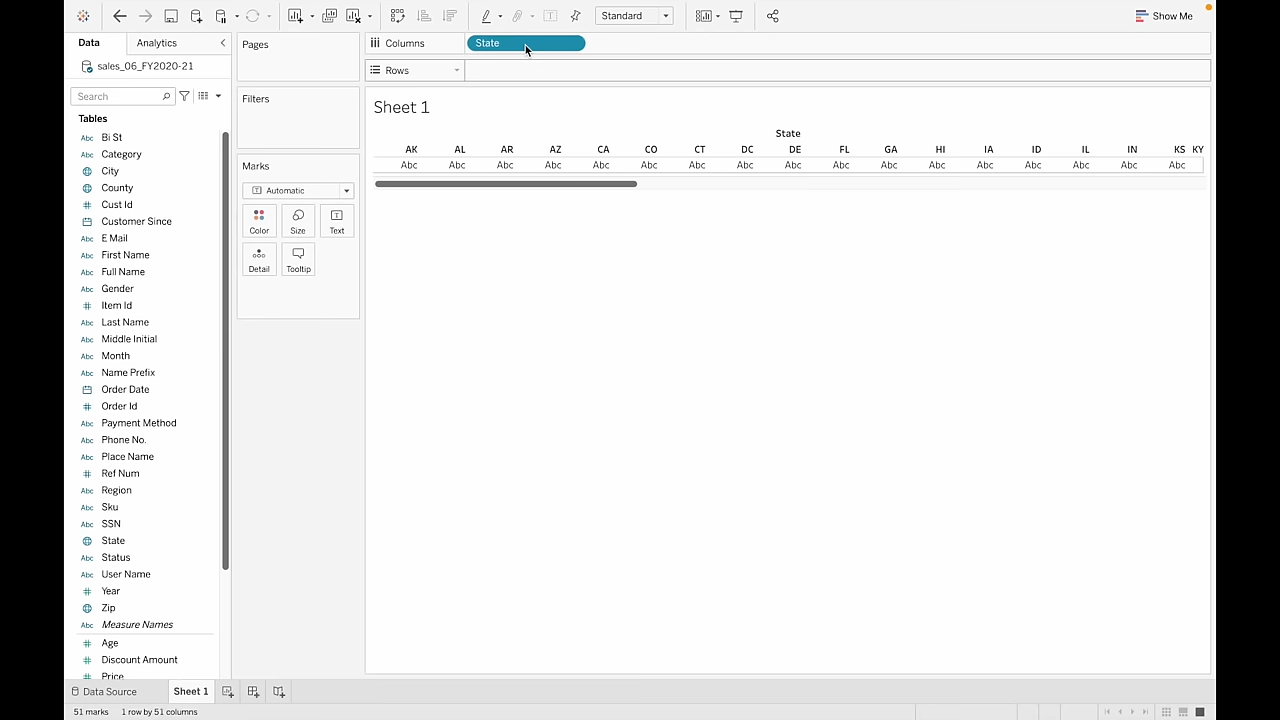 Standard
Show Me
Data
Analytics
sales_06_FY2020-21
Search
Tables
Abc Bi St
Abc Category
City
County
# Cust Id
Customer Since
Abc E Mail
Abc First Name
Abc Full Name
Abc Gender
# Item Id
Abc Last Name
Abc Middle Initial
Abc Month
Abc Name Prefix
Order Date
# Order Id
Abc Payment Method
Abc Phone No.
Abc Place Name
# Ref Num
Abc Region
Abc Sku
Abc SSN
State
Abc Status
Abc User Name
# Year
Zip
Abc Measure Names
# Age
# Discount Amount
# Price
Pages
Filters
Marks
T Automatic
Color
Size
T Text
Detail
Tooltip
Columns
State
Rows
Sheet 1
State
AK AL AR AZ CA CO CT DC DE FL GA HI IA ID IL IN KS KY
Abc Abc Abc Abc Abc Abc Abc Abc Abc Abc Abc Abc Abc Abc Abc Abc Abc
Data Source
Sheet 1
51 marks
1 row by 51 columns